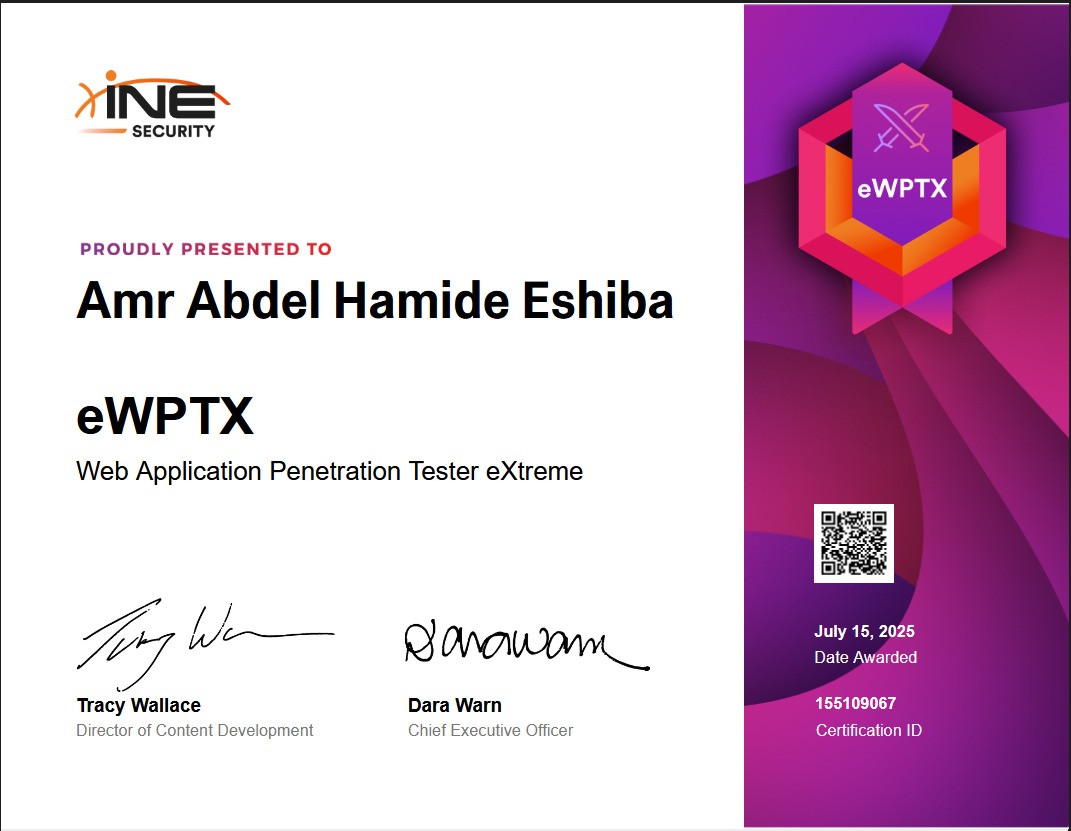 INE
SECURITY
PROUDLY PRESENTED TO
Amr Abdel Hamide Eshiba
eWPTX
Web Application Penetration Tester eXtreme
Tracy Wallace
Director of Content Development
Dara Warn
Chief Executive Officer
eWPTX
July 15, 2025
Date Awarded
155109067
Certification ID